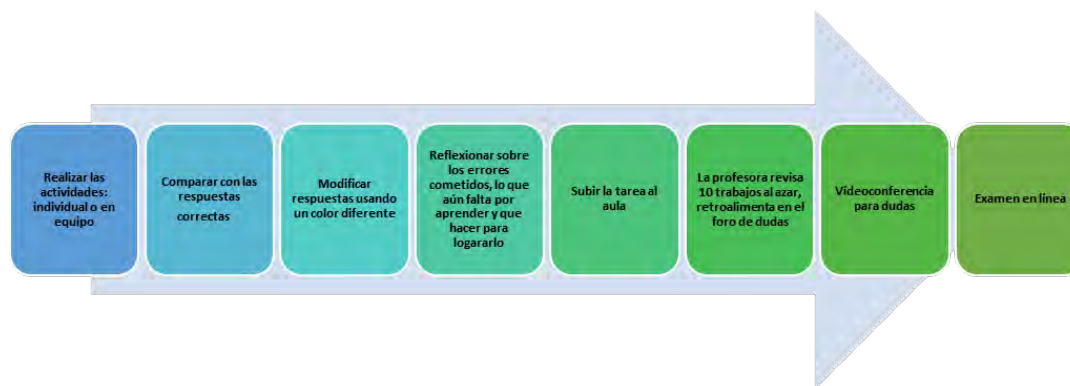 Realizar las
actividades:
individual o en
equipo
Comparar con las
respuestas
correctas
Modificar
respuestas usando
un color diferente
Reflexionar sobre
los errores
cometidos, lo que
aún falta por
aprender y que
hacer para
logararlo
Subir la tarea al
aula
La profesora revisa
10 trabajos al azar,
retroalimenta en el
foro de dudas
Vídeoconferencia
para dudas
Examen en línea